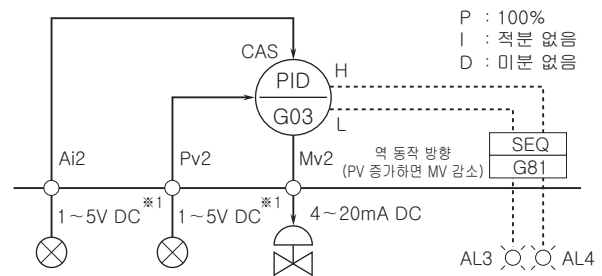 P : 100%
I : 적분 없음
D : 미분 없음
CAS
PID
G03
H
L
Ai2
Pv2
Mv2
역 동작 방향
(PV 증가하면 MV 감소)
SEQ
G81
1~5V DC※1
1~5V DC※1
4~20mA DC
AL3
AL4